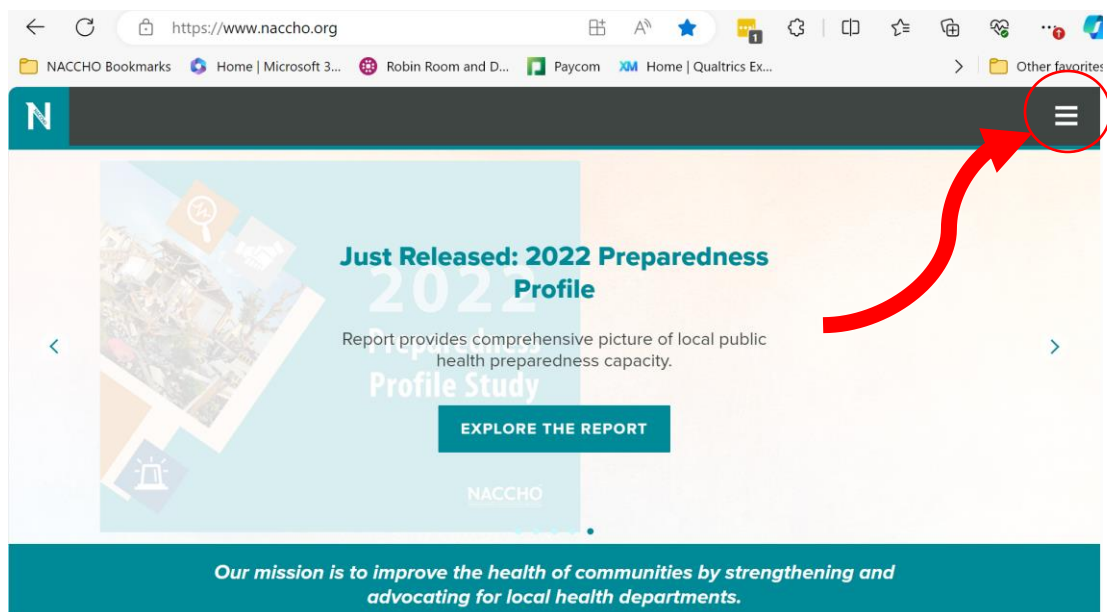 https://www.naccho.org
A
1
NACCHO Bookmarks
Home | Microsoft 3...
Robin Room and D...
Paycom
XM
Home | Qualtrics Ex...
Other favorites
N
Just Released: 2022 Preparedness
Profile
2022
Report provides comprehensive picture of local public
health preparedness capacity.
Preparedness
Profile Study
EXPLORE THE REPORT
NACCHO
Our mission is to improve the health of communities by strengthening and
advocating for local health departments.